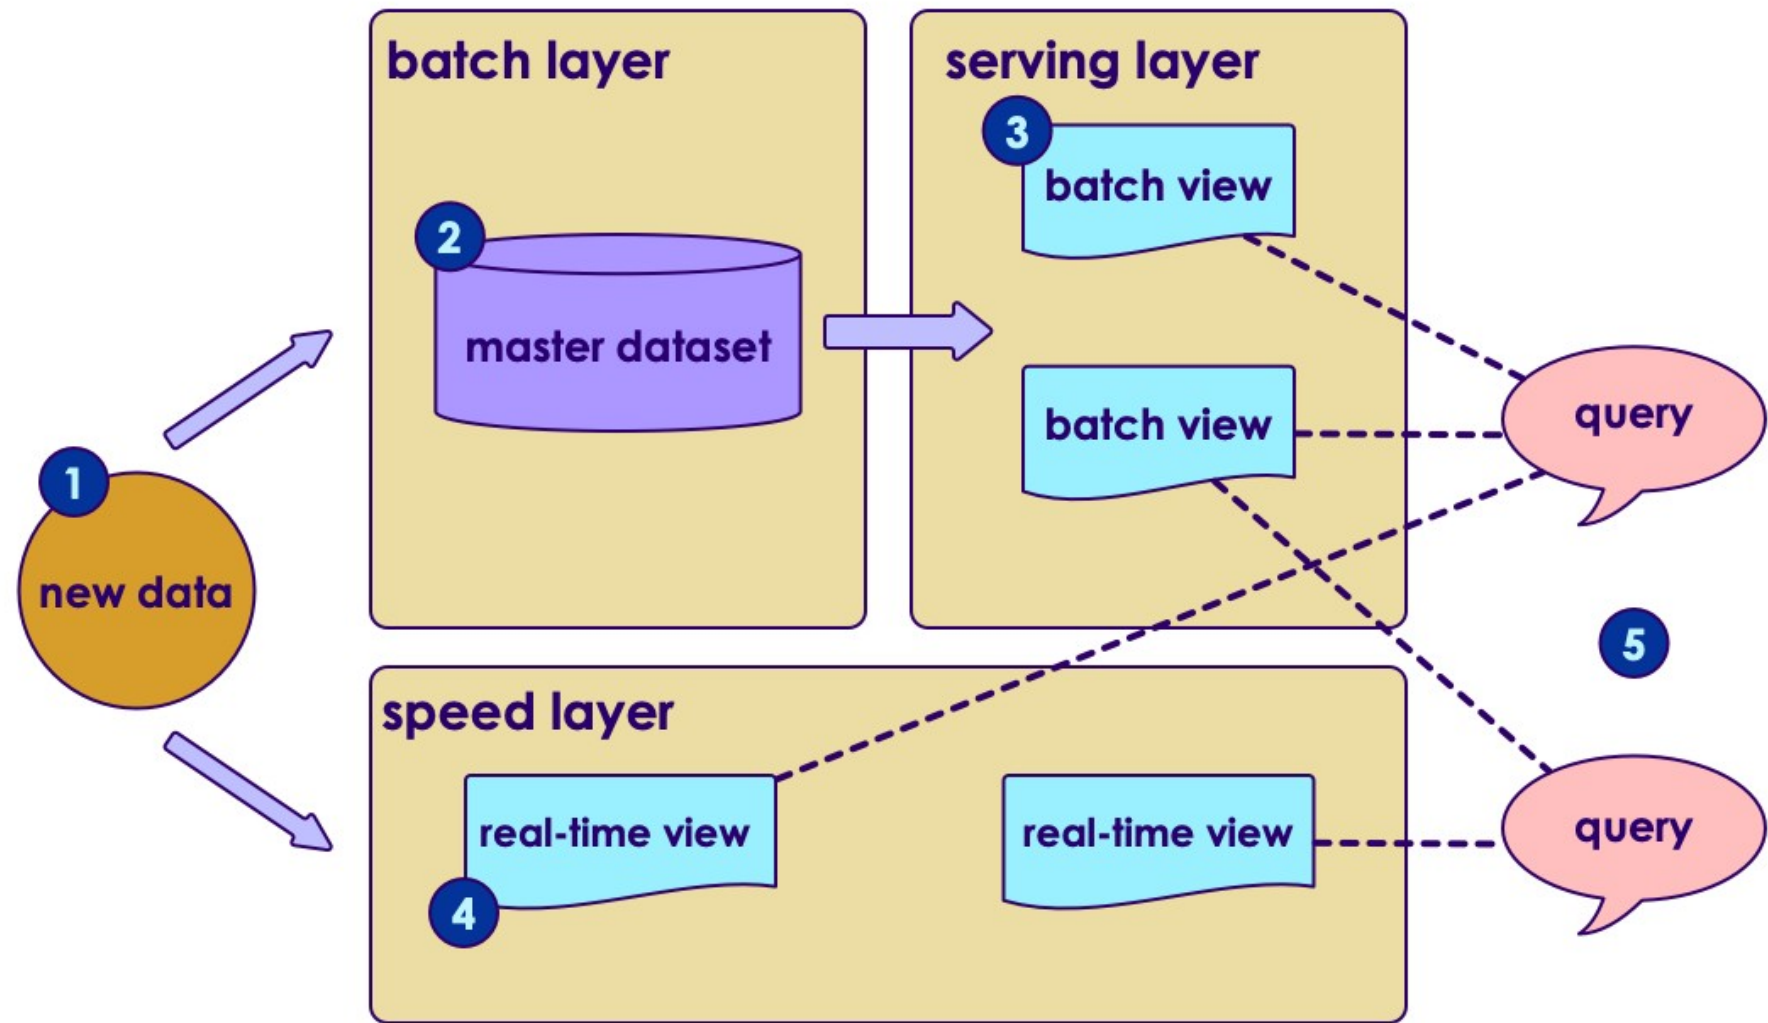 batch layer
serving layer
3
batch view
2
master dataset
batch view
query
1
new data
5
speed layer
real-time view
real-time view
query
4